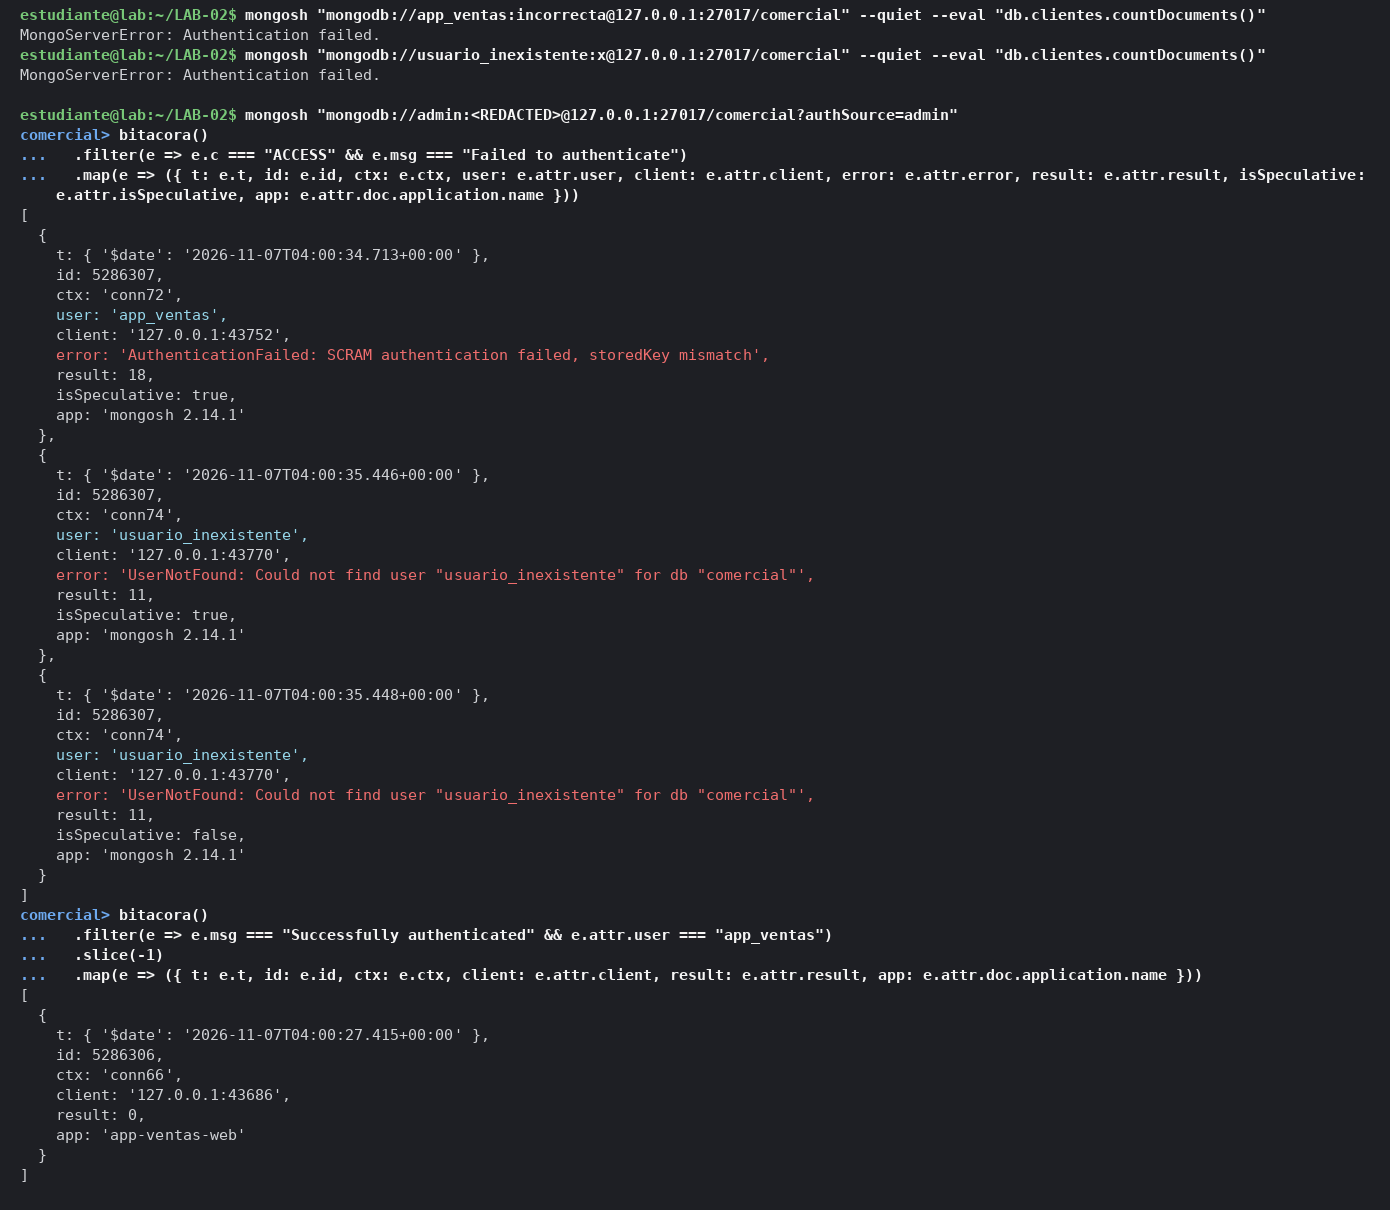 estudiante@lab:~/LAB-02$ mongosh "mongodb://app_ventas:incorrecta@127.0.0.1:27017/comercial" --quiet --eval "db.clientes.countDocuments()"
MongoServerError: Authentication failed.
estudiante@lab:~/LAB-02$ mongosh "mongodb://usuario_inexistente:x@127.0.0.1:27017/comercial" --quiet --eval "db.clientes.countDocuments()"
MongoServerError: Authentication failed.

estudiante@lab:~/LAB-02$ mongosh "mongodb://admin:<REDACTED>@127.0.0.1:27017/comercial?authSource=admin"
comercial> bitacora()
...   .filter(e => e.c === "ACCESS" && e.msg === "Failed to authenticate")
...   .map(e => ({ t: e.t, id: e.id, ctx: e.ctx, user: e.attr.user, client: e.attr.client, error: e.attr.error, result: e.attr.result, isSpeculative:
    e.attr.isSpeculative, app: e.attr.doc.application.name }))
[
  {
    t: { '$date': '2026-11-07T04:00:34.713+00:00' },
    id: 5286307,
    ctx: 'conn72',
    user: 'app_ventas',
    client: '127.0.0.1:43752',
    error: 'AuthenticationFailed: SCRAM authentication failed, storedKey mismatch',
    result: 18,
    isSpeculative: true,
    app: 'mongosh 2.14.1'
  },
  {
    t: { '$date': '2026-11-07T04:00:35.446+00:00' },
    id: 5286307,
    ctx: 'conn74',
    user: 'usuario_inexistente',
    client: '127.0.0.1:43770',
    error: 'UserNotFound: Could not find user "usuario_inexistente" for db "comercial"',
    result: 11,
    isSpeculative: true,
    app: 'mongosh 2.14.1'
  },
  {
    t: { '$date': '2026-11-07T04:00:35.448+00:00' },
    id: 5286307,
    ctx: 'conn74',
    user: 'usuario_inexistente',
    client: '127.0.0.1:43770',
    error: 'UserNotFound: Could not find user "usuario_inexistente" for db "comercial"',
    result: 11,
    isSpeculative: false,
    app: 'mongosh 2.14.1'
  }
]
comercial> bitacora()
...   .filter(e => e.msg === "Successfully authenticated" && e.attr.user === "app_ventas")
...   .slice(-1)
...   .map(e => ({ t: e.t, id: e.id, ctx: e.ctx, client: e.attr.client, result: e.attr.result, app: e.attr.doc.application.name }))
[
  {
    t: { '$date': '2026-11-07T04:00:27.415+00:00' },
    id: 5286306,
    ctx: 'conn66',
    client: '127.0.0.1:43686',
    result: 0,
    app: 'app-ventas-web'
  }
]